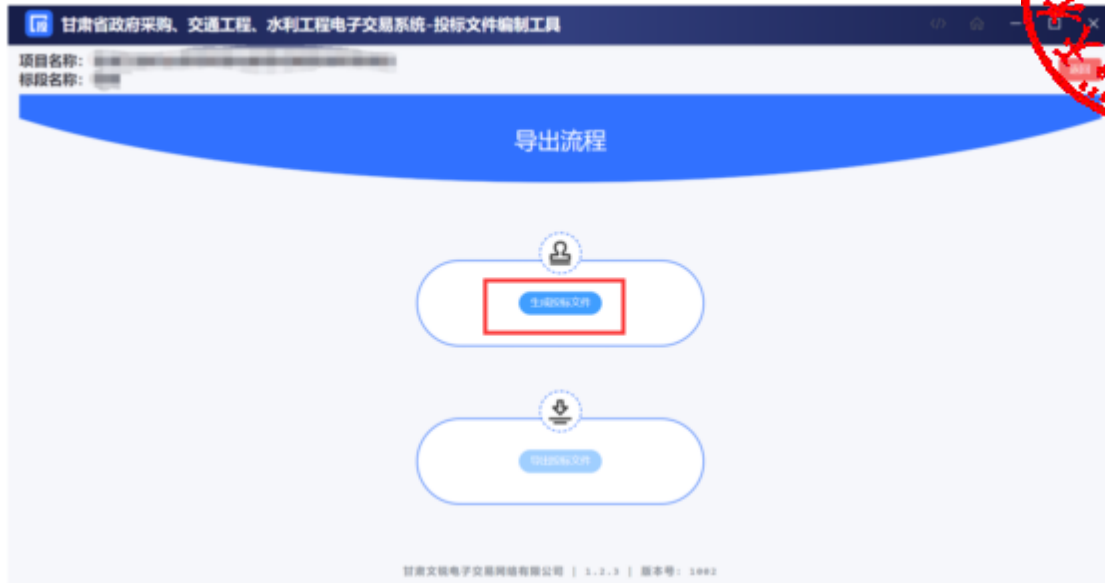 甘肃省政府采购、交通工程、水利工程电子交易系统-投标文件编制工具
项目名称：
标段名称：
返回
导出流程
生成投标文件
导出投标文件
甘肃文锐电子交易网络有限公司 | 1.2.3 | 版本号: 1002